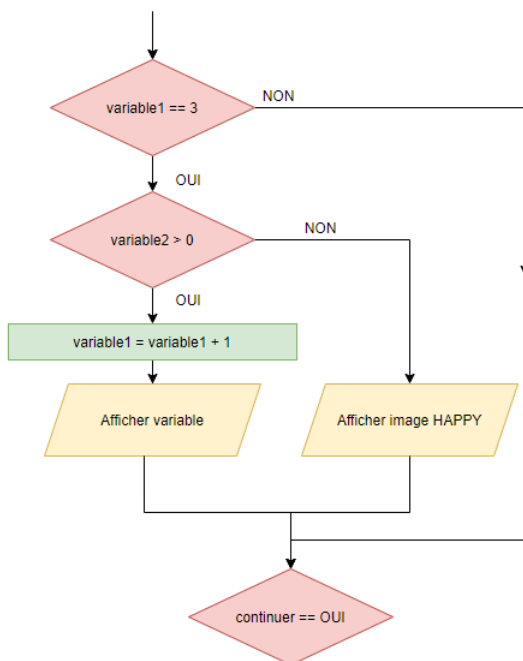 variable1 == 3
NON
OUI
variable2 > 0
NON
OUI
variable1 = variable1 + 1
Afficher variable
Afficher image HAPPY
continuer == OUI